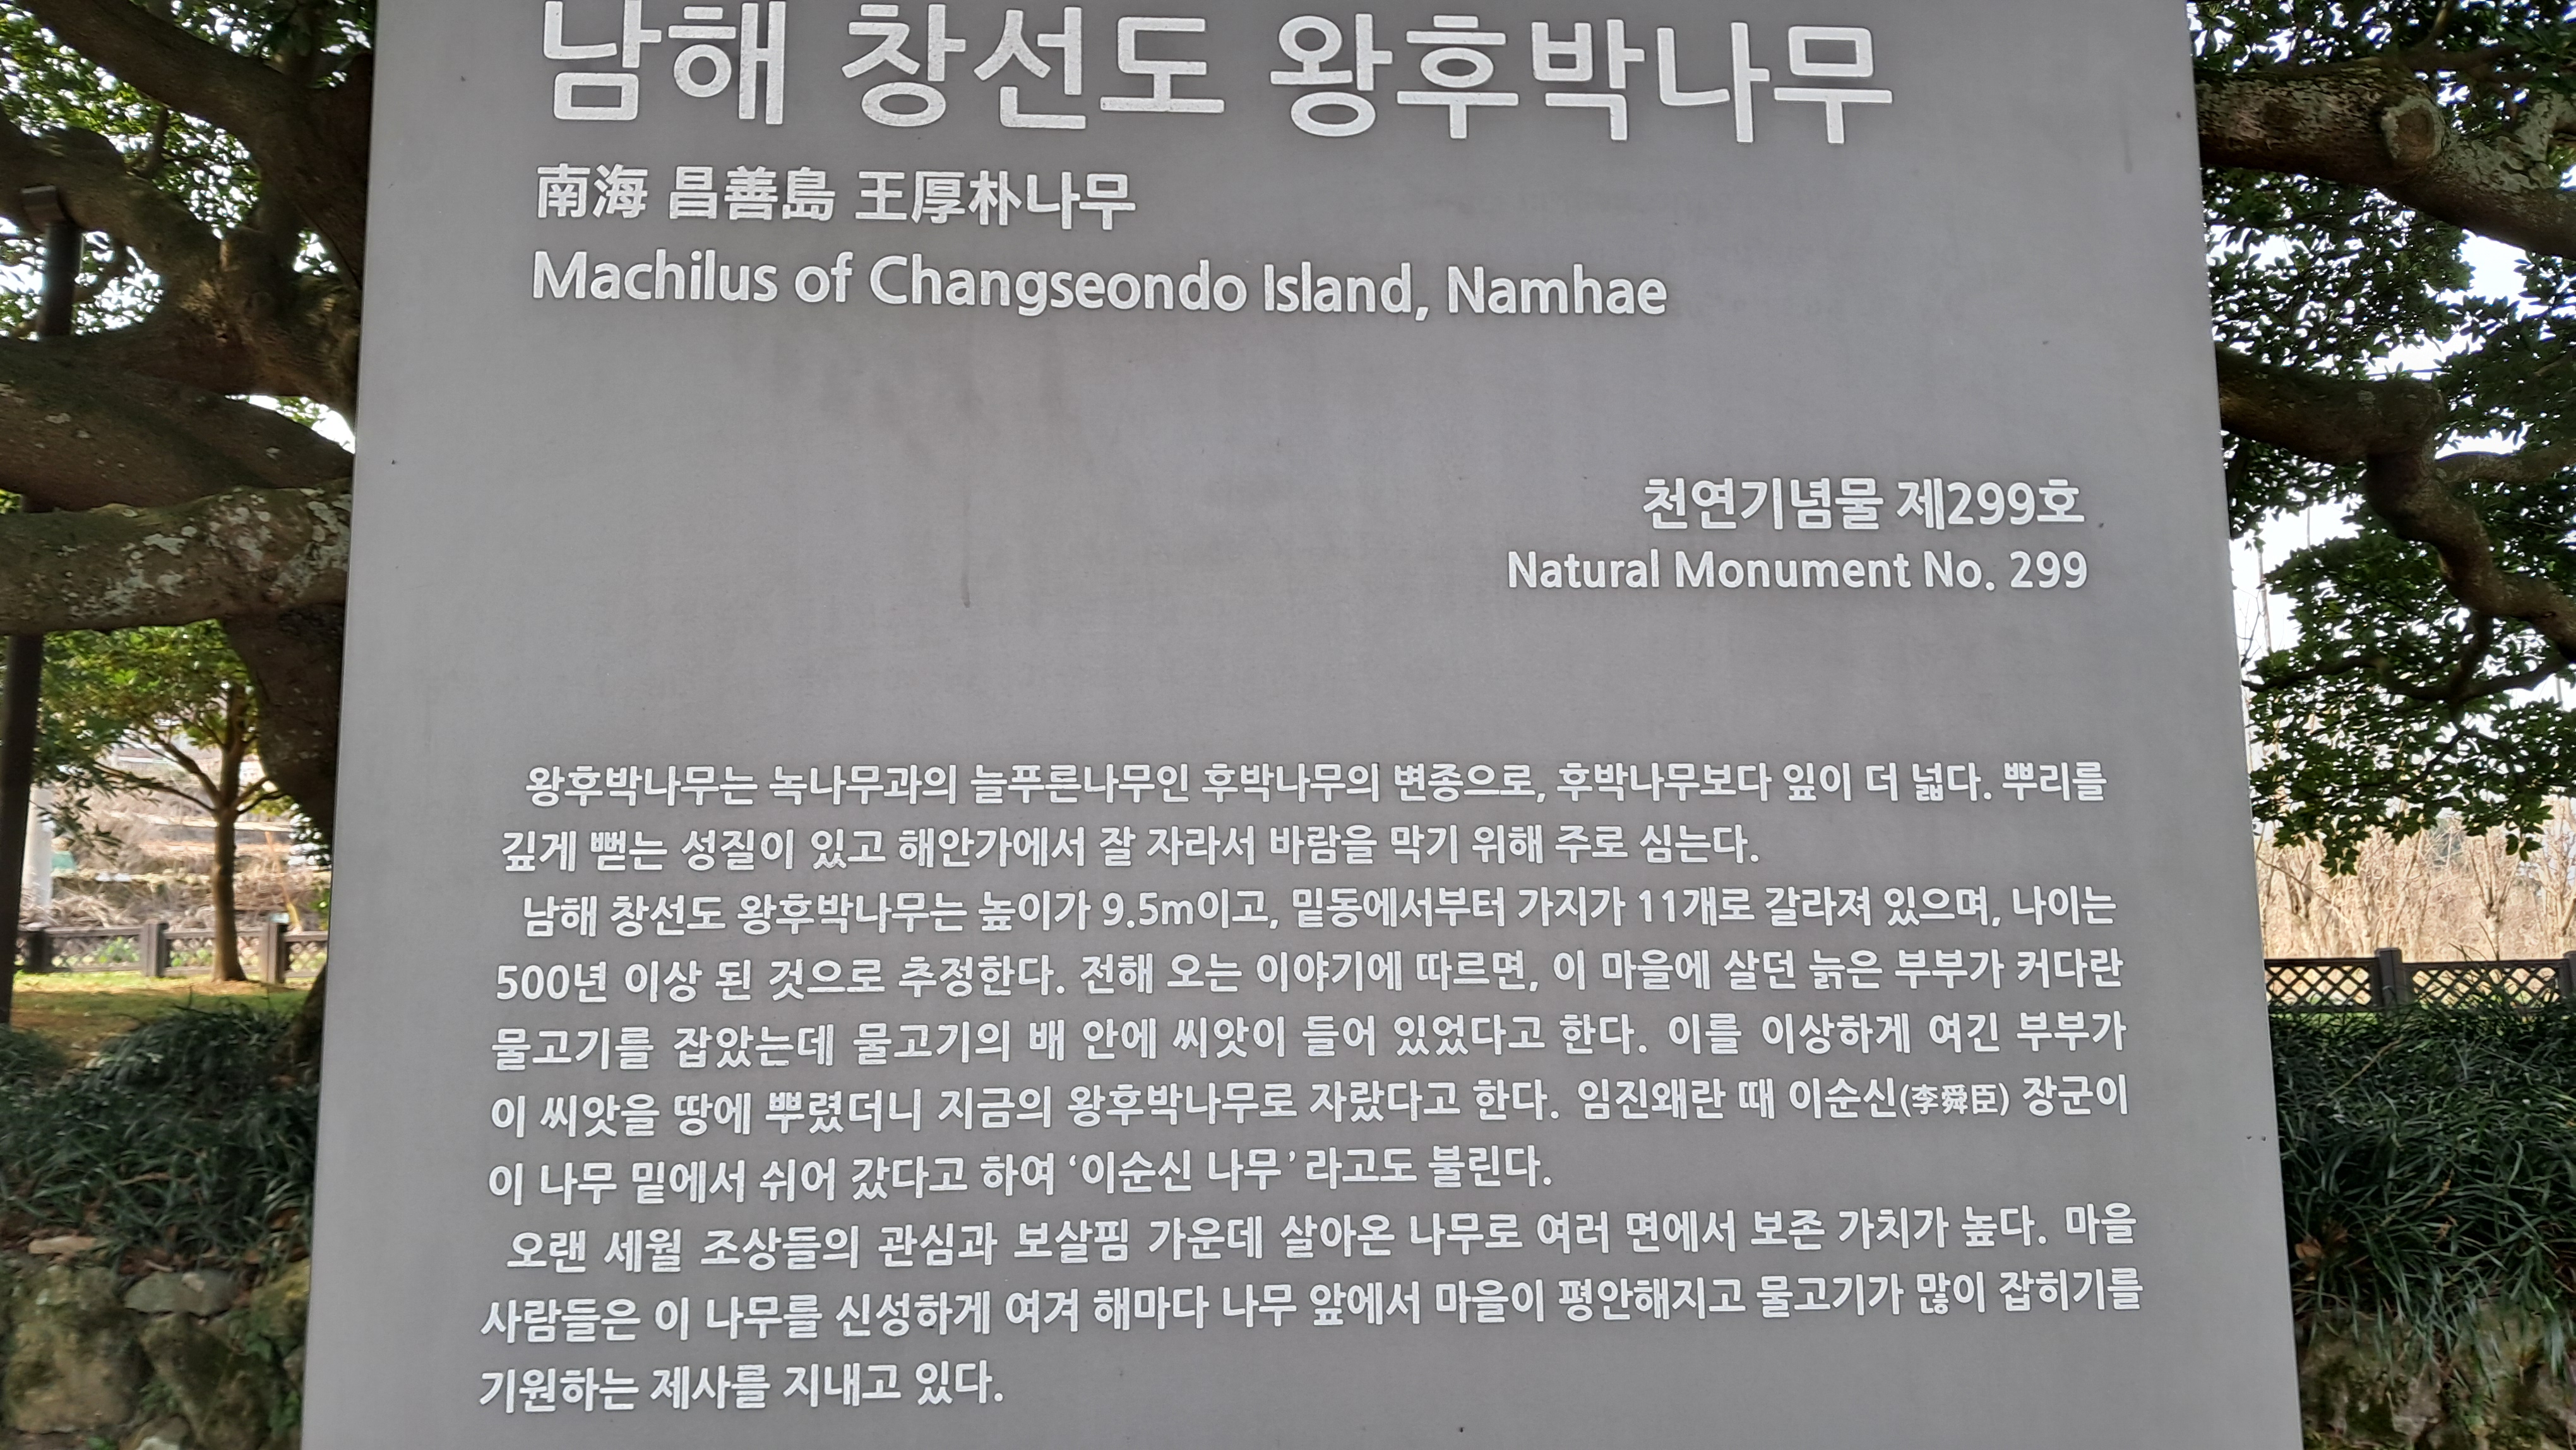 남해 창선도 왕후박나무
南海 昌善島 王厚朴나무
Machilus of Changseondo Island, Namhae
천연기념물 제299호
Natural Monument No. 299
왕후박나무는 녹나무과의 늘푸른나무인 후박나무의 변종으로, 후박나무보다 잎이 더 넓다. 뿌리를
깊게 뻗는 성질이 있고 해안가에서 잘 자라서 바람을 막기 위해 주로 심는다.
남해 창선도 왕후박나무는 높이가 9.5m이고, 밑동에서부터 가지가 11개로 갈라져 있으며, 나이는
500년 이상 된 것으로 추정한다. 전해 오는 이야기에 따르면, 이 마을에 살던 늙은 부부가 커다란
물고기를 잡았는데 물고기의 배 안에 씨앗이 들어 있었다고 한다. 이를 이상하게 여긴 부부가
이 씨앗을 땅에 뿌렸더니 지금의 왕후박나무로 자랐다고 한다. 임진왜란 때 이순신(李舜臣) 장군이
이 나무 밑에서 쉬어 갔다고 하여 ‘이순신 나무’라고도 불린다.
오랜 세월 조상들의 관심과 보살핌 가운데 살아온 나무로 여러 면에서 보존 가치가 높다. 마을
사람들은 이 나무를 신성하게 여겨 해마다 나무 앞에서 마을이 평안해지고 물고기가 많이 잡히기를
기원하는 제사를 지내고 있다.